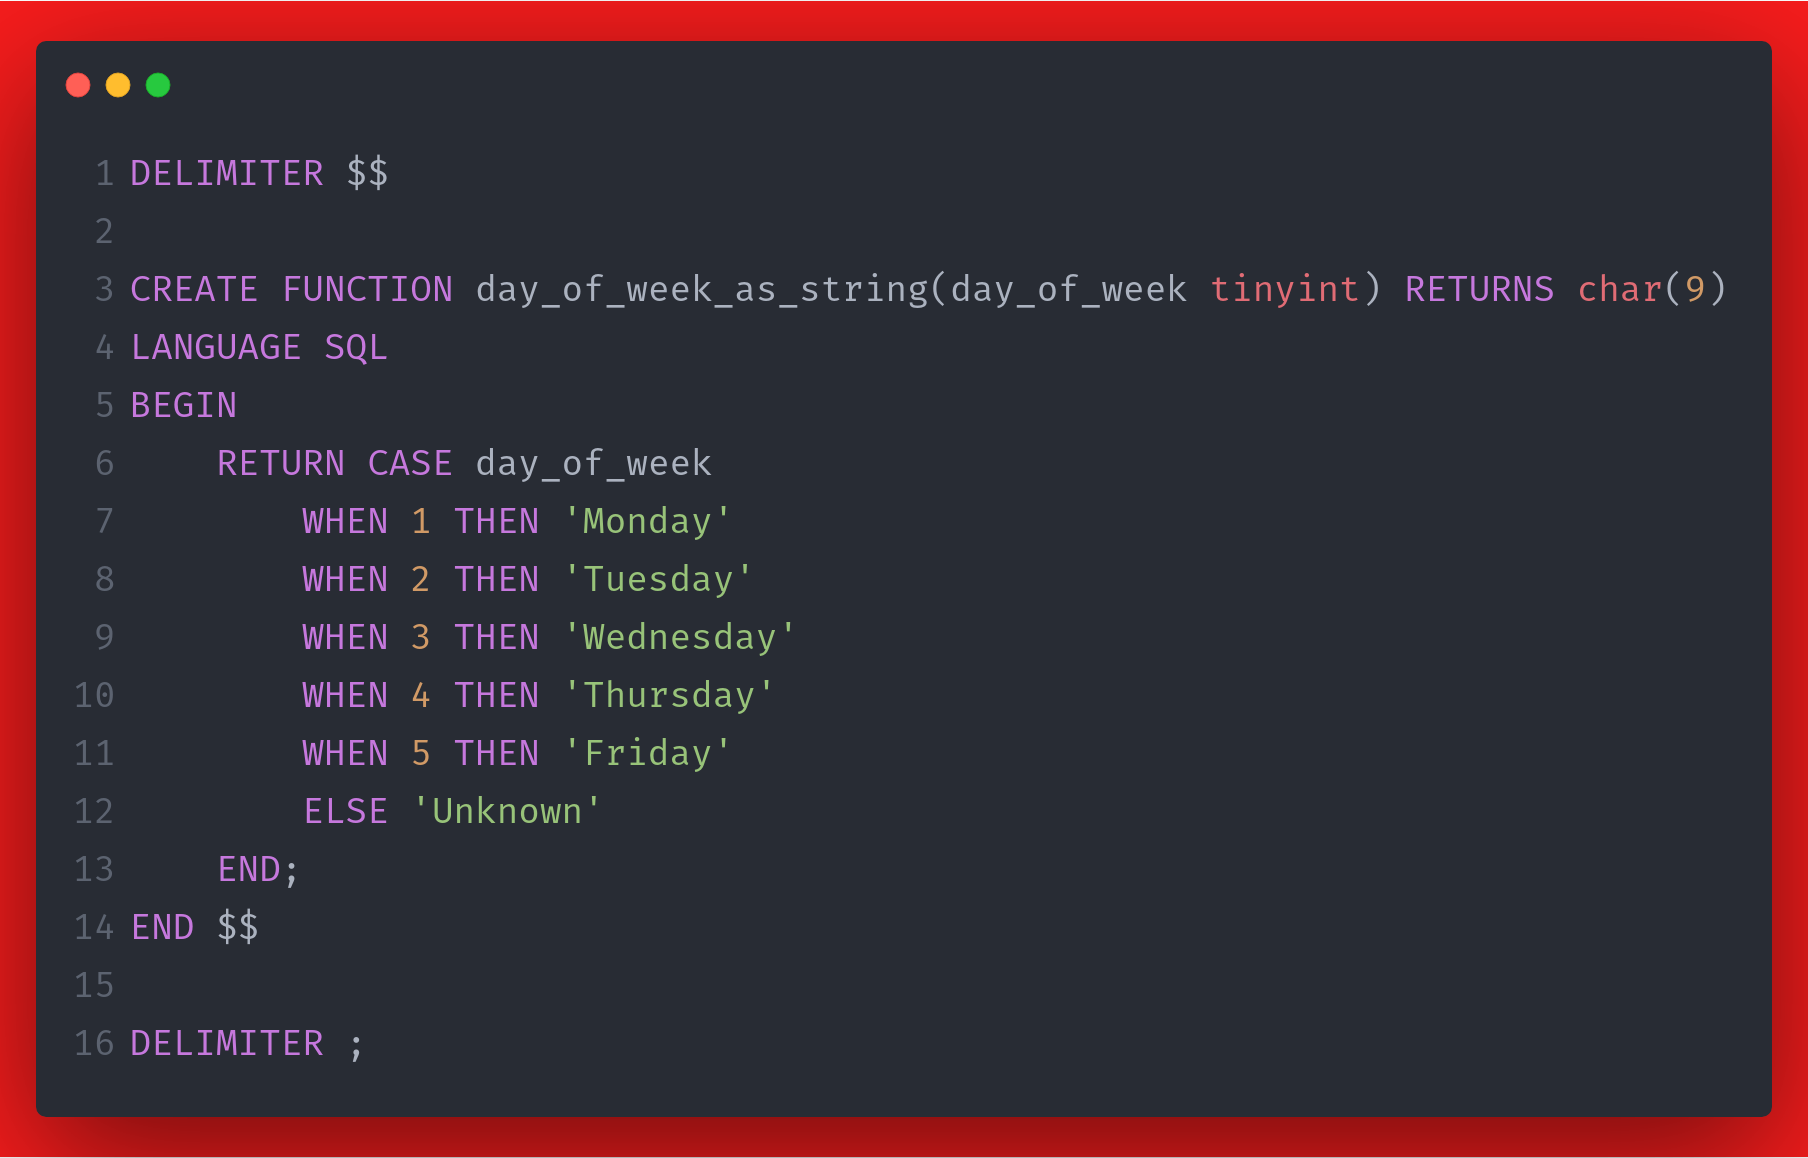 1 DELIMITER $$
2
3 CREATE FUNCTION day_of_week_as_string(day_of_week tinyint) RETURNS char(9)
4 LANGUAGE SQL
5 BEGIN
6     RETURN CASE day_of_week
7         WHEN 1 THEN 'Monday'
8         WHEN 2 THEN 'Tuesday'
9         WHEN 3 THEN 'Wednesday'
10         WHEN 4 THEN 'Thursday'
11         WHEN 5 THEN 'Friday'
12         ELSE 'Unknown'
13     END;
14 END $$
15
16 DELIMITER ;